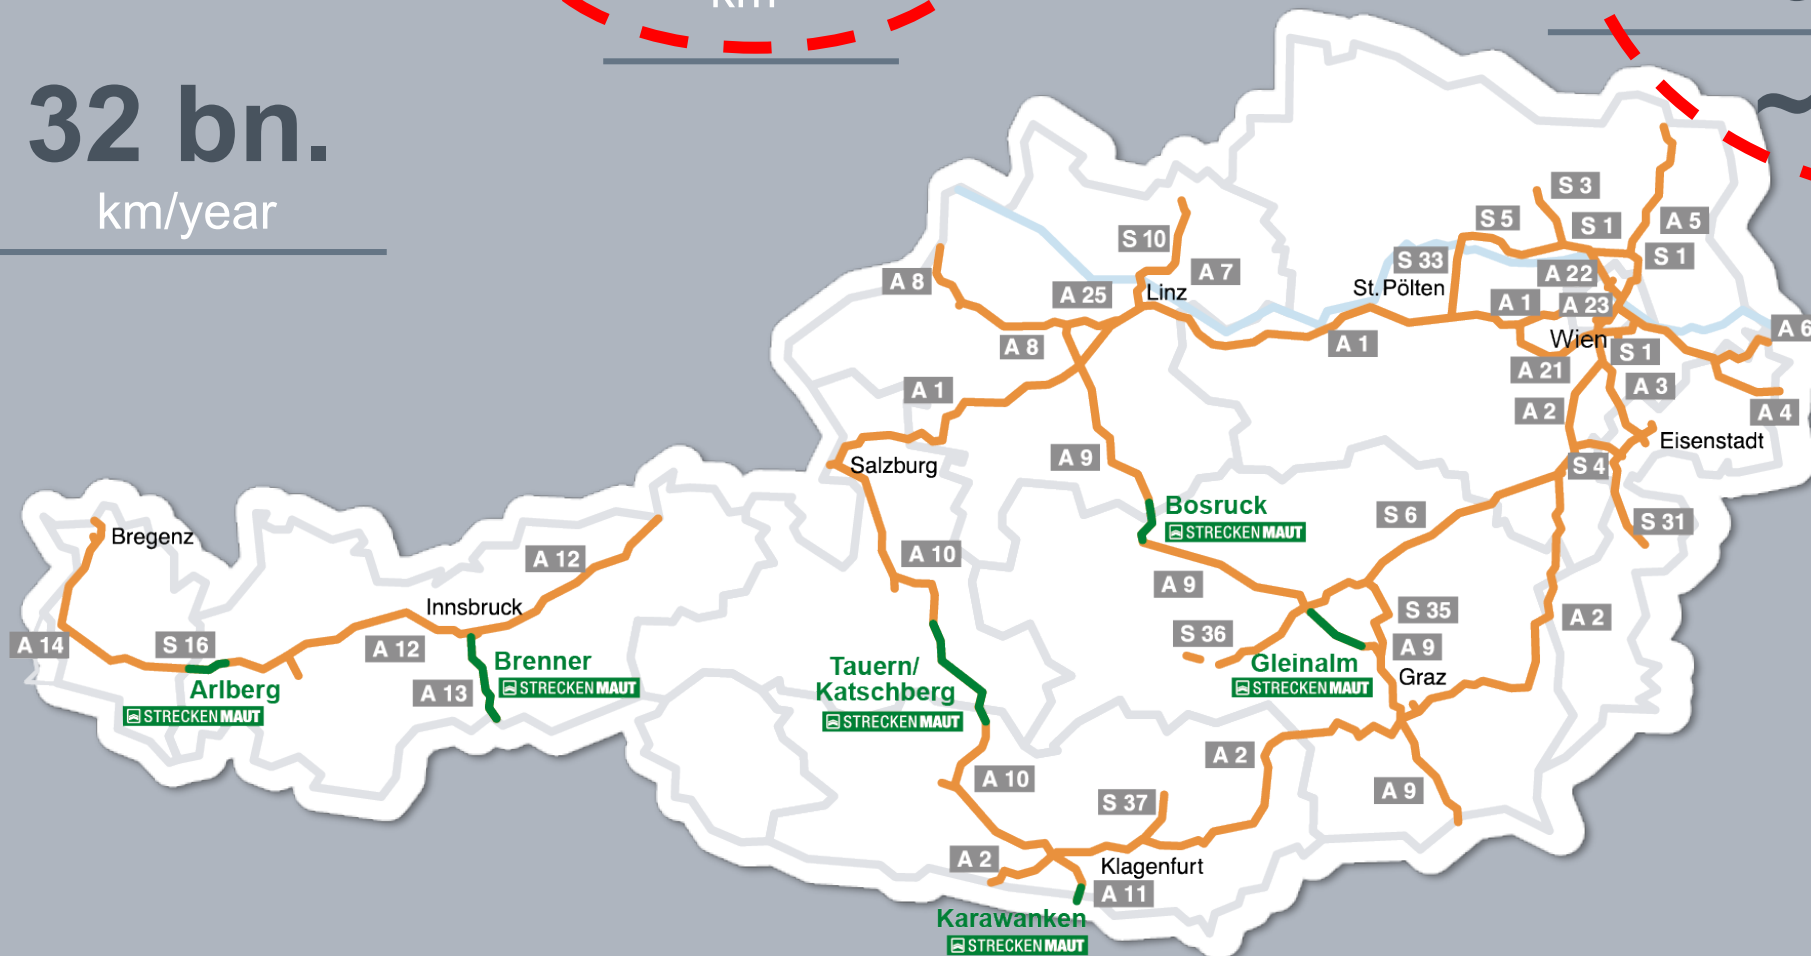 km
32 bn.
km/year
~
S 3
S 5
S 1
A 5
S 10
S 33
S 1
A 7
A 22
A 8
A 25
Linz
St.Pölten
A 1
A 23
A 6
A 8
A 1
Wien
S 1
A 21
A 3
A 1
A 2
A 4
Eisenstadt
A 9
Salzburg
S 4
Bosruck
STRECKENMAUT
S 6
S 31
Bregenz
A 12
A 10
A 9
Innsbruck
S 35
A 2
A 14
S 16
A 12
S 36
A 9
Brenner
STRECKENMAUT
Gleinalm
STRECKENMAUT
Graz
Tauern/
Katschberg
STRECKENMAUT
Arlberg
STRECKENMAUT
A 13
A 2
A 10
A 9
S 37
A 2
Klagenfurt
A 11
Karawanken
STRECKENMAUT